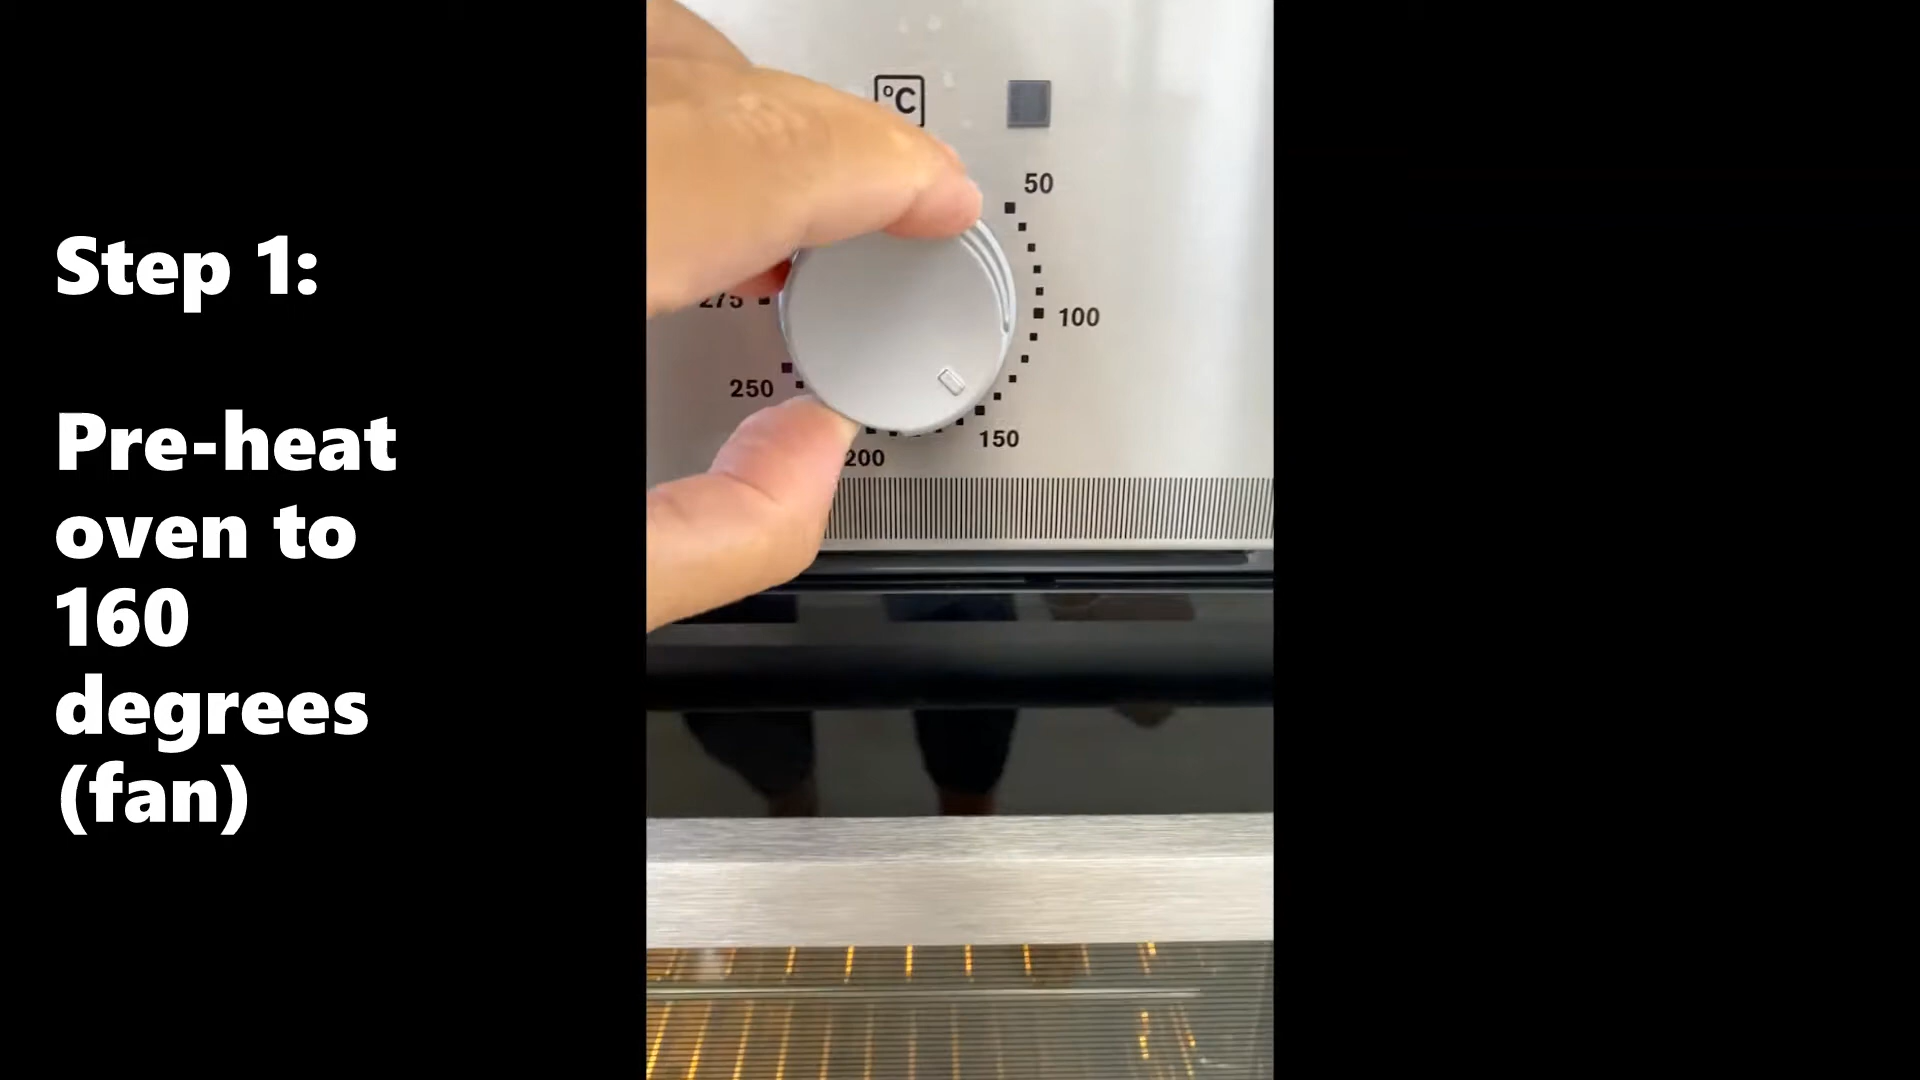 Step 1:
Pre-heat
oven to
160
degrees
(fan)
°C
50
100
150
200
250
275